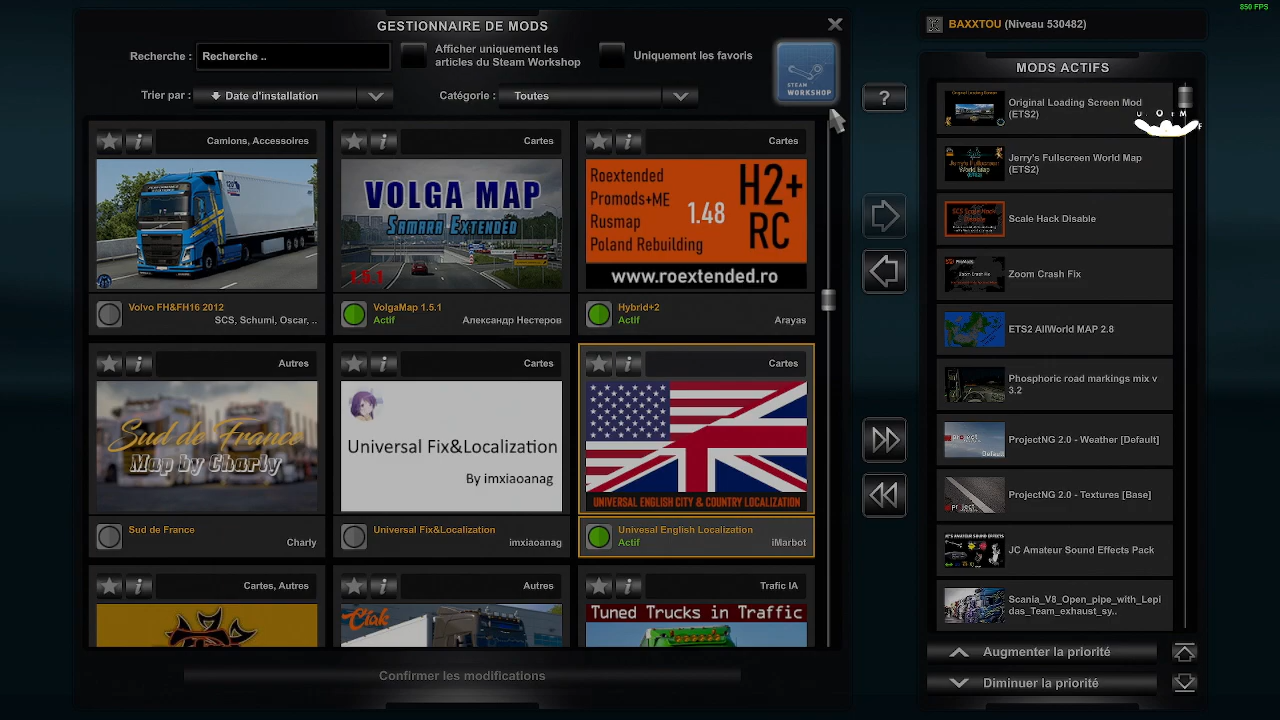 850 FPS
GESTIONNAIRE DE MODS
Recherche :
Recherche ..
Afficher uniquement les
articles du Steam Workshop
Uniquement les favoris
STEAM
WORKSHOP
Trier par :
Date d'installation
Catégorie :
Toutes
Camions, Accessoires
Volvo FH&FH16 2012
SCS, Schumi, Oscar, ..
Cartes
VOLGA MAP
SAMARA EXTENDED
VolgaMap 1.5.1
Actif
Александр Нестеров
Cartes
Roextended
Promods+ME
Rusmap
Poland Rebuilding
1.48
H2+
RC
www.roextended.ro
Hybrid+2
Actif
Arayas
Autres
Sud de France
Map by Charly
Sud de France
Charly
Cartes
Universal Fix&Localization
By imxiaoanag
Universal Fix&Localization
imxiaoanag
Cartes
UNIVERSAL ENGLISH CITY & COUNTRY LOCALIZATION
Univesal English Localization
Actif
iMarbot
Cartes, Autres
Autres
Clak
Trafic IA
Tuned Trucks in Traffic
Confirmer les modifications
?
BAXXTOU (Niveau 530482)
MODS ACTIFS
Original Loading Screen Mod
(ETS2)
Jerry's Fullscreen World Map
(ETS2)
Scale Hack Disable
Zoom Crash Fix
ETS2 AllWorld MAP 2.8
Phosphoric road markings mix v
3.2
ProjectNG 2.0 - Weather [Default]
ProjectNG 2.0 - Textures [Base]
JC Amateur Sound Effects Pack
Scania_V8_Open_pipe_with_Lepi
das_Team_exhaust_sy..
Augmenter la priorité
Diminuer la priorité